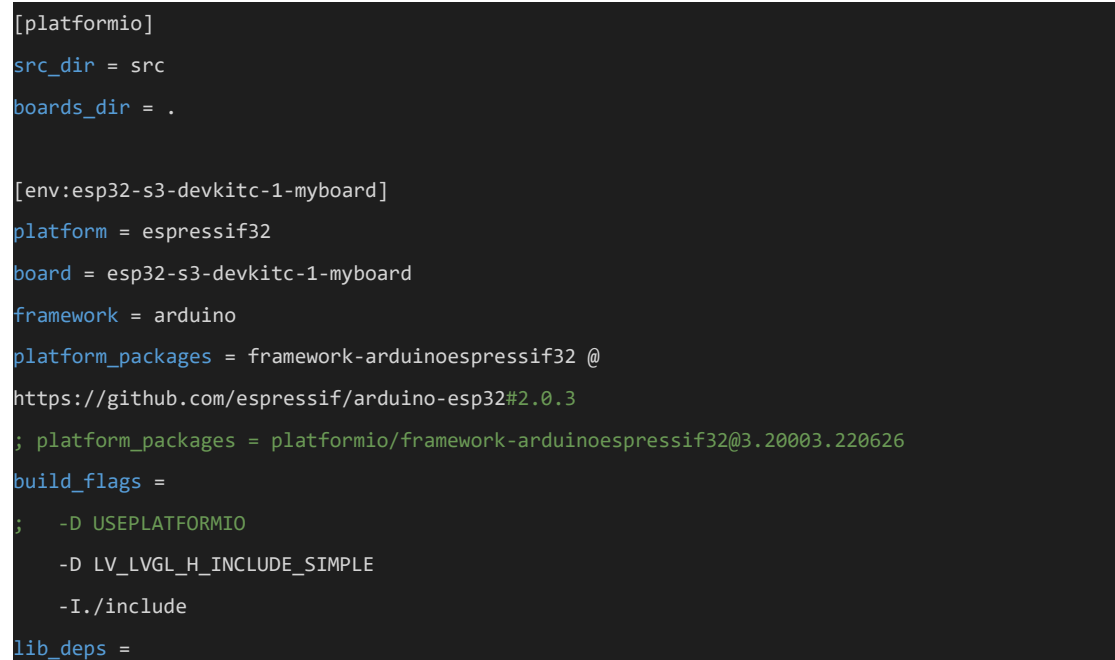 [platformio]
src_dir = src
boards_dir = .
[env:esp32-s3-devkitc-1-myboard]
platform = espressif32
board = esp32-s3-devkitc-1-myboard
framework = arduino
platform_packages = framework-arduinoespressif32 @
https://github.com/espressif/arduino-esp32#2.0.3
; platform_packages = platformio/framework-arduinoespressif32@3.20003.220626
build_flags =
;   -D USEPLATFORMIO
    -D LV_LVGL_H_INCLUDE_SIMPLE
    -I./include
lib_deps =